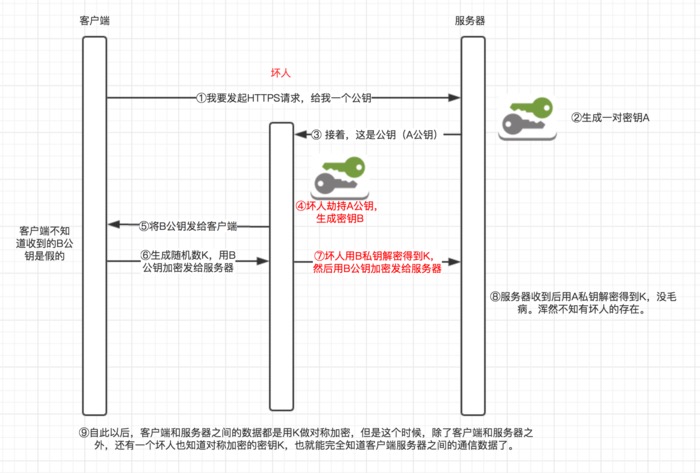 客户端
服务器
坏人
①我要发起HTTPS请求，给我一个公钥
②生成一对密钥A
③ 接着，这是公钥（A公钥）
④坏人劫持A公钥，
生成密钥B
⑤将B公钥发给客户端
客户端不知
道收到的B公
钥是假的
⑥生成随机数K，用B
公钥加密发给服务器
⑦坏人用B私钥解密得到K，
然后用B公钥加密发给服务器
⑧服务器收到后用A私钥解密得到K，没毛
病。浑然不知有坏人的存在。
⑨自此以后，客户端和服务器之间的数据都是用K做对称加密，但是这个时候，除了客户端和服务器之
外，还有一个坏人也知道对称加密的密钥K，也就能完全知道客户端服务器之间的通信数据了。